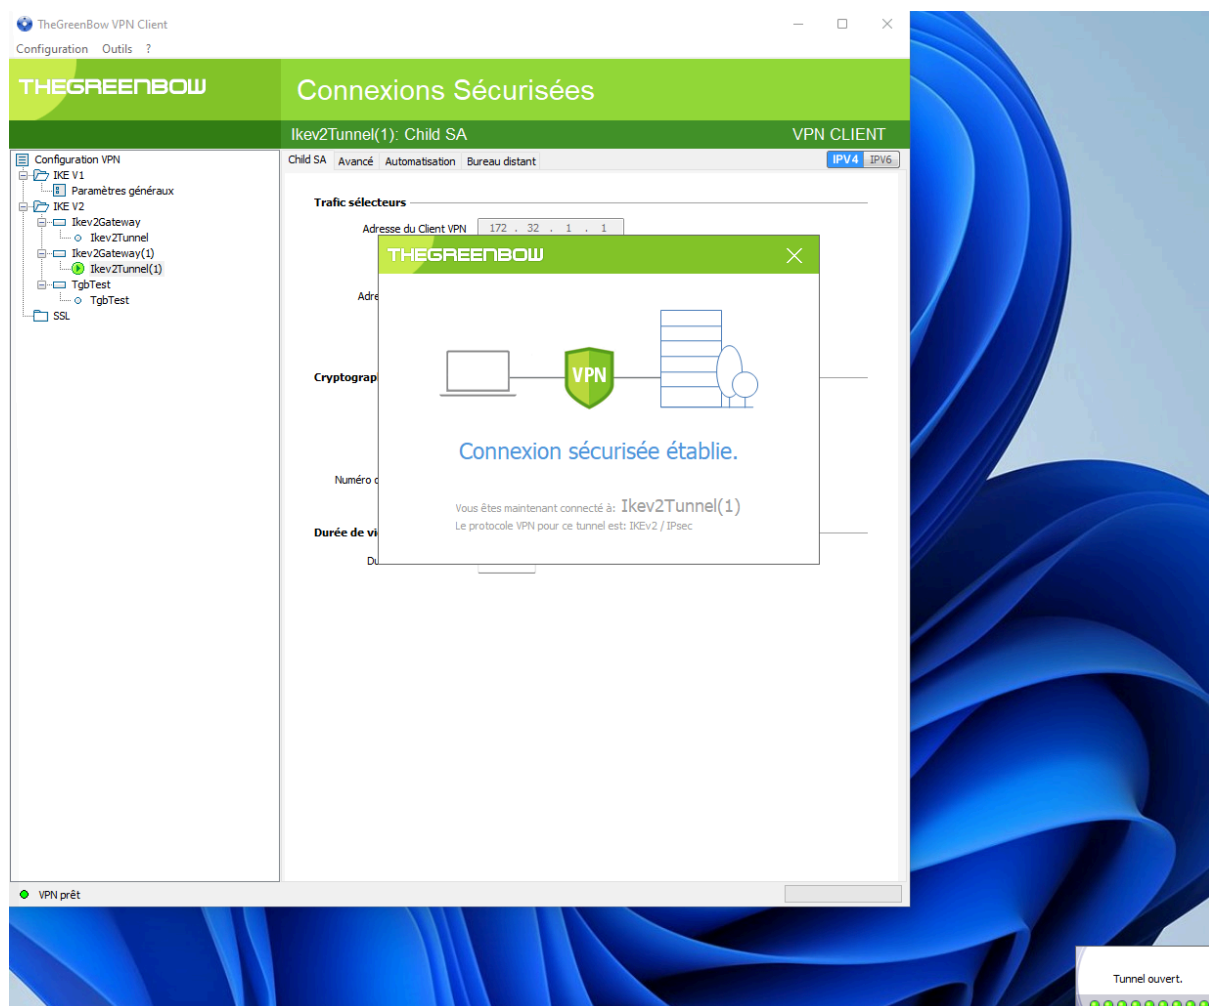 TheGreenBow VPN Client
Configuration Outils ?
THEGREENBOW
Connexions Sécurisées
Ikev2Tunnel(1): Child SA VPN CLIENT
Configuration VPN
IKE V1
Paramètres généraux
IKE V2
Ikev2Gateway
Ikev2Tunnel
Ikev2Gateway(1)
Ikev2Tunnel(1)
TgbTest
TgbTest
SSL
Child SA Avancé Automatisation Bureau distant IPV4 IPV6
Trafic sélecteurs
Adresse du Client VPN 172 . 32 . 1 . 1
THEGREENBOW
Adre
VPN
Cryptograp
Connexion sécurisée établie.
Numéro d
Vous êtes maintenant connecté à: Ikev2Tunnel(1)
Le protocole VPN pour ce tunnel est: IKEv2 / IPsec
Durée de vi
Du
VPN prêt
Tunnel ouvert.